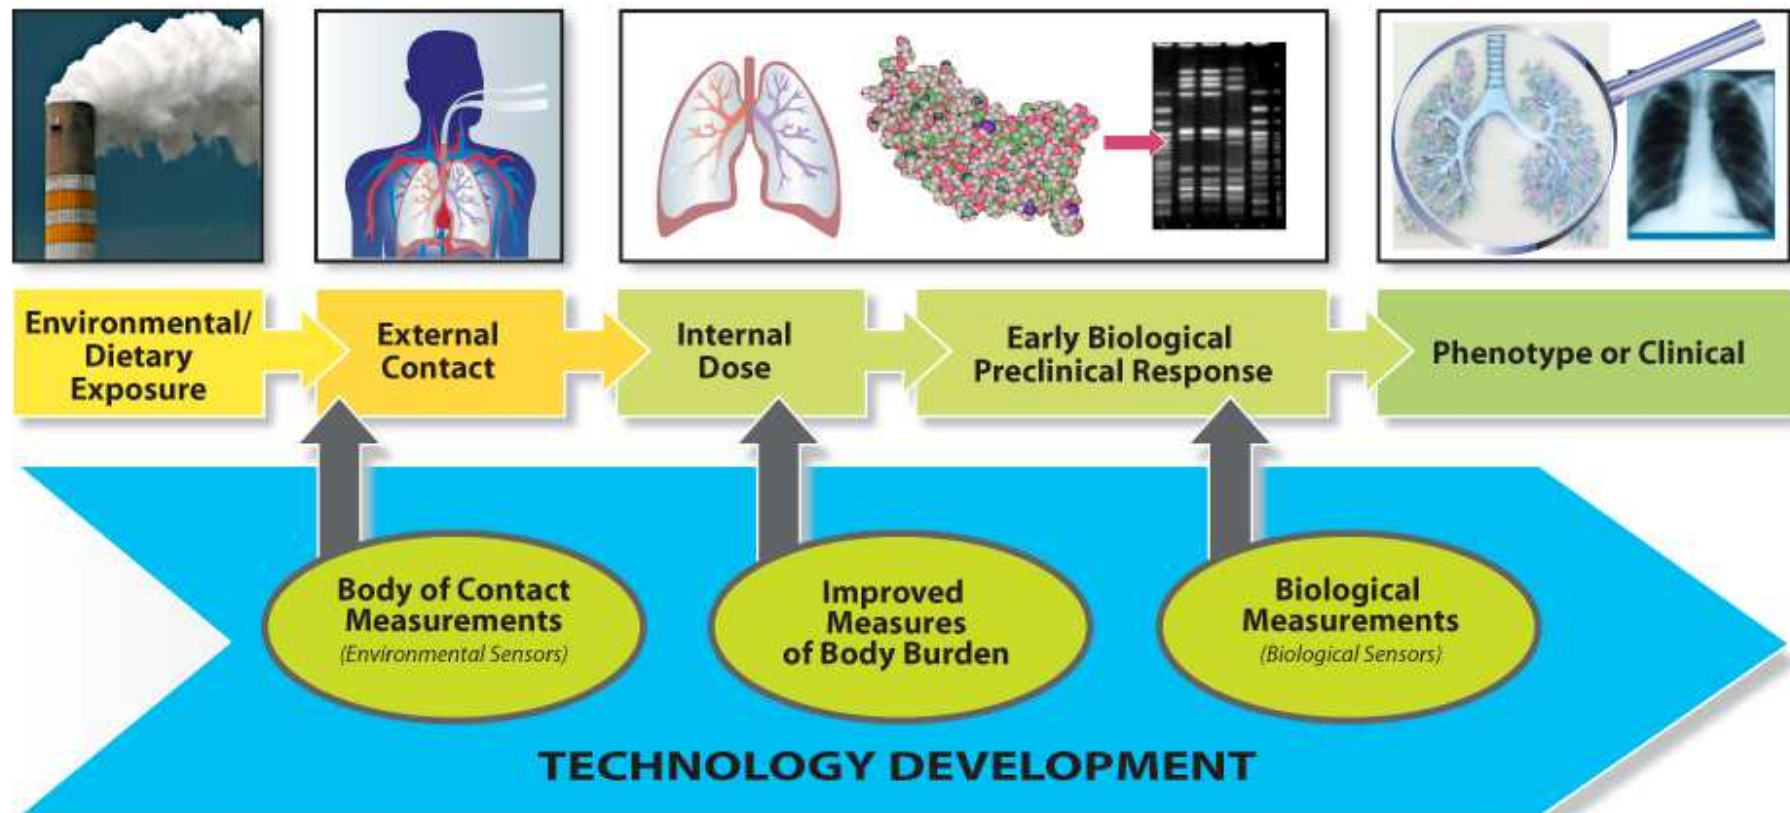 Environmental/
Dietary
Exposure
External
Contact
Internal
Dose
Early Biological
Preclinical Response
Phenotype or Clinical
Body of Contact
Measurements
(Environmental Sensors)
Improved
Measures
of Body Burden
Biological
Measurements
(Biological Sensors)
TECHNOLOGY DEVELOPMENT